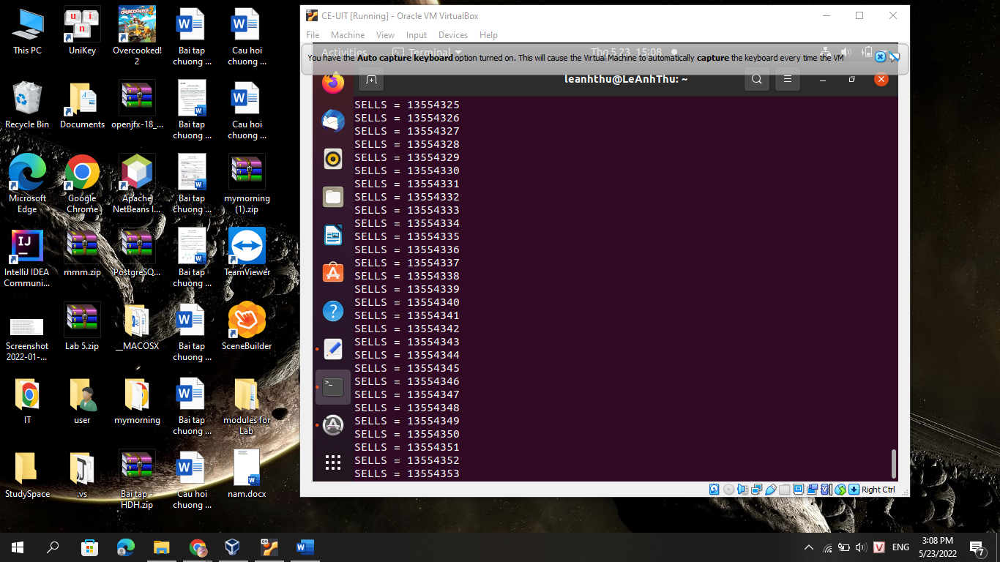 This PC
UniKey
Overcooked! 2
Bai tap chuong ...
Cau hoi chuong ...
Recycle Bin
Documents
openjfx-18_...
Bai tap chuong ...
Cau hoi chuong ...
Microsoft Edge
Google Chrome
Apache NetBeans I...
Bai tap chuong ...
mymorning (1).zip
IntelliJ IDEA Communi...
mmm.zip
PostgreSQ...
Bai tap chuong ...
TeamViewer
Screenshot 2022-01-...
Lab 5.zip
__MACOSX
Bai tap chuong ...
SceneBuilder
IT
user
mymorning
Bai tap chuong ...
modules for Lab
StudySpace
.vs
Bai tap - HDH.zip
Cau hoi chuong ...
nam.docx
CE-UIT [Running] - Oracle VM VirtualBox
File Machine View Input Devices Help
Activities Terminal Thg 5 23 15:08
You have the Auto capture keyboard option turned on. This will cause the Virtual Machine to automatically capture the keyboard every time the VM
leanhthu@LeAnhThu: ~
SELLS = 13554325
SELLS = 13554326
SELLS = 13554327
SELLS = 13554328
SELLS = 13554329
SELLS = 13554330
SELLS = 13554331
SELLS = 13554332
SELLS = 13554333
SELLS = 13554334
SELLS = 13554335
SELLS = 13554336
SELLS = 13554337
SELLS = 13554338
SELLS = 13554339
SELLS = 13554340
SELLS = 13554341
SELLS = 13554342
SELLS = 13554343
SELLS = 13554344
SELLS = 13554345
SELLS = 13554346
SELLS = 13554347
SELLS = 13554348
SELLS = 13554349
SELLS = 13554350
SELLS = 13554351
SELLS = 13554352
SELLS = 13554353
Right Ctrl
ENG
3:08 PM
5/23/2022
7